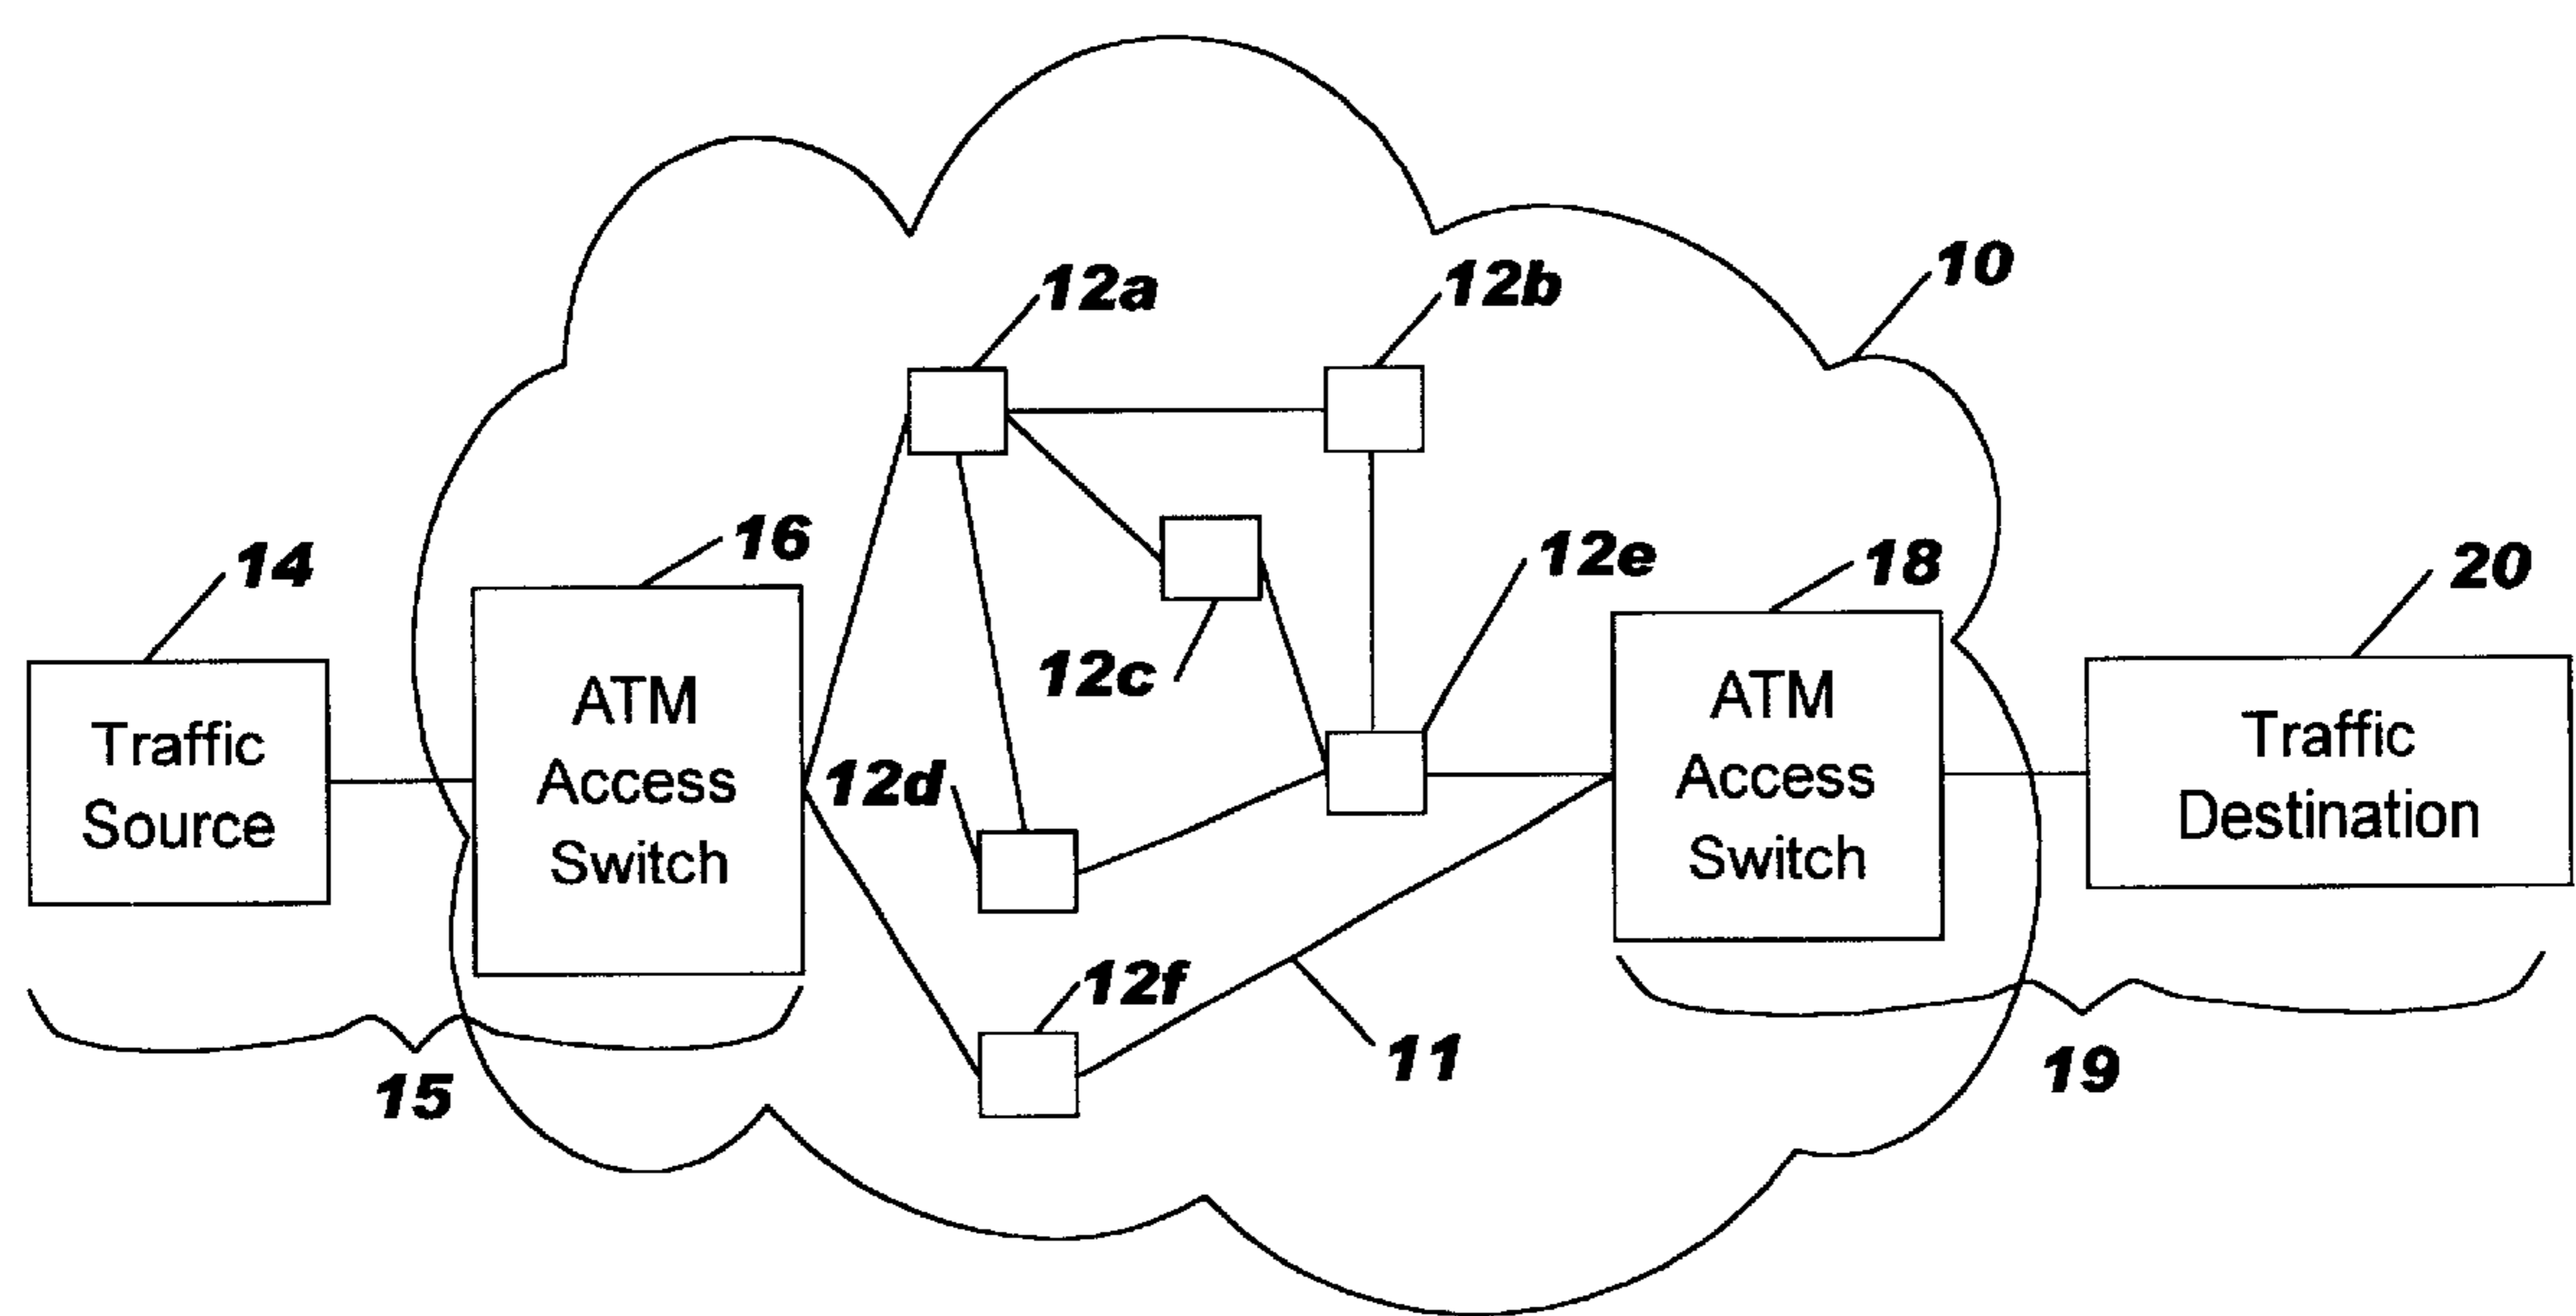 12a
12b
10
14
16
12c
12e
18
20
Traffic
Source
ATM
Access
Switch
12d
ATM
Access
Switch
Traffic
Destination
12f
11
15
19